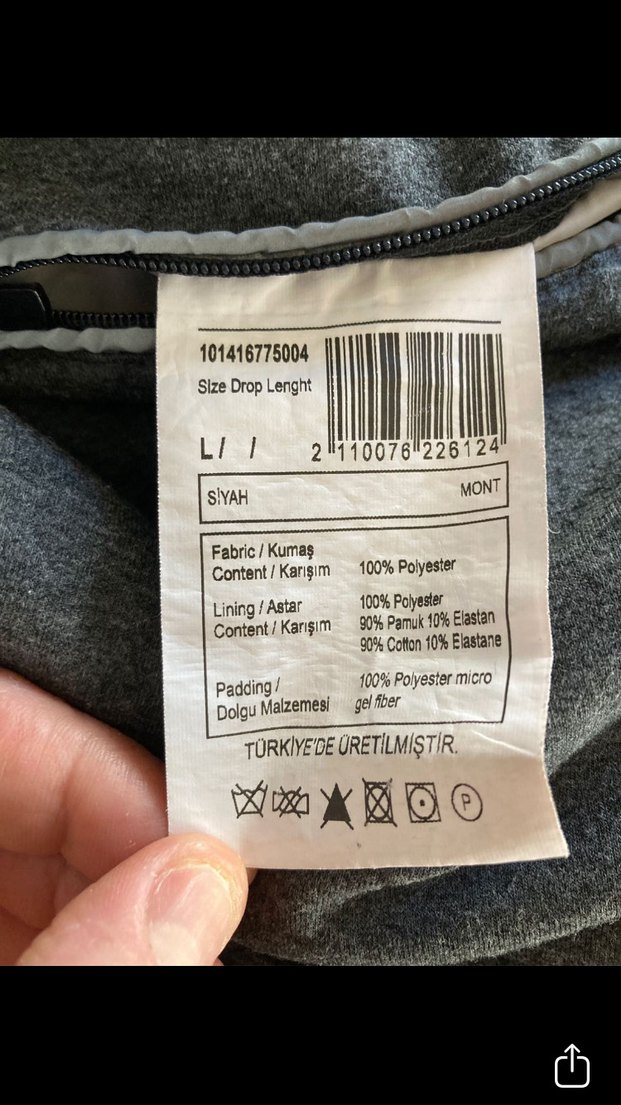 101416775004
Size Drop Lenght
L/ /
2 110076 226124
SİYAH MONT
Fabric / Kumaş
Content / Karışım 100% Polyester
Lining / Astar 100% Polyester
Content / Karışım 90% Pamuk 10% Elastan
90% Cotton 10% Elastane
Padding / 100% Polyester micro
Dolgu Malzemesi gel fiber
TÜRKİYE'DE ÜRETİLMİŞTİR.
P